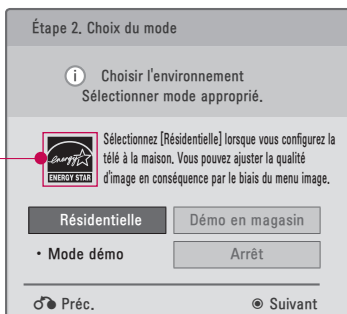 Étape 2. Choix du mode
i Choisir l'environnement
Sélectionner mode approprié.
Sélectionnez [Résidentielle] lorsque vous configurez la
télé à la maison. Vous pouvez ajuster la qualité
d'image en conséquence par le biais du menu image.
energy
ENERGY STAR
Résidentielle Démo en magasin
• Mode démo Arrêt
Préc. Suivant